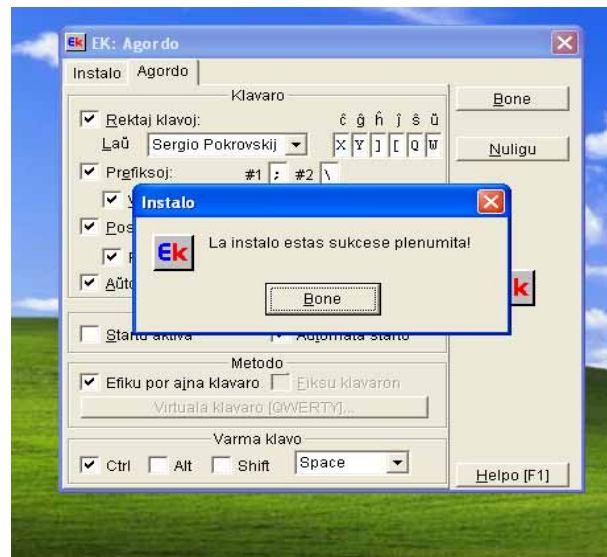 EK: Agordo
Instalo Agordo
Klavaro
Rektaj klavoj: ĉ ĝ ĥ ĵ ŝ ŭ
Laŭ Sergio Pokrovskij X Y ] [ Q W
Prefiksoj: #1 ; #2 \
Bone
Nuligu
Instalo
La instalo estas sukcese plenumita!
Bone
Startu aktiva Aŭtomata starto
Metodo
Efiku por ajna klavaro Fiksu klavaron
Virtuala klavaro [QWERTY]...
Varma klavo
Ctrl Alt Shift Space
Helpo [F1]